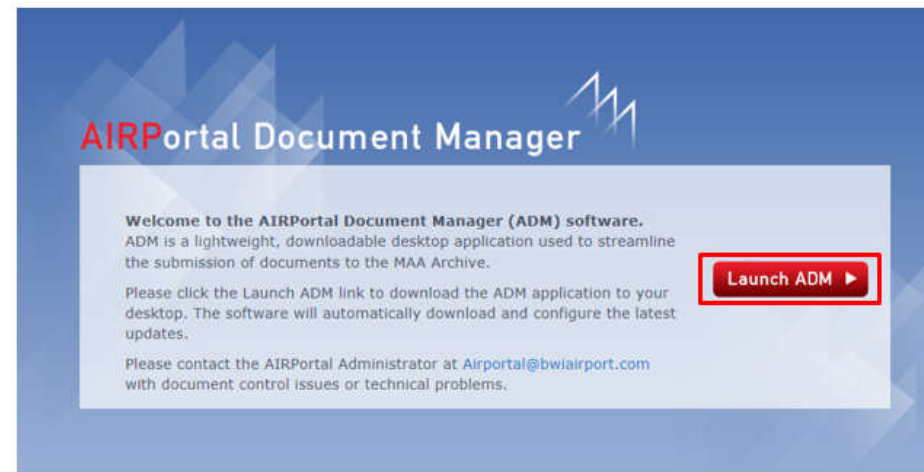 AIRPortal Document Manager
Welcome to the AIRPortal Document Manager (ADM) software.
ADM is a lightweight, downloadable desktop application used to streamline
the submission of documents to the MAA Archive.
Launch ADM
Please click the Launch ADM link to download the ADM application to your
desktop. The software will automatically download and configure the latest
updates.
Please contact the AIRPortal Administrator at Airportal@bwiairport.com
with document control issues or technical problems.